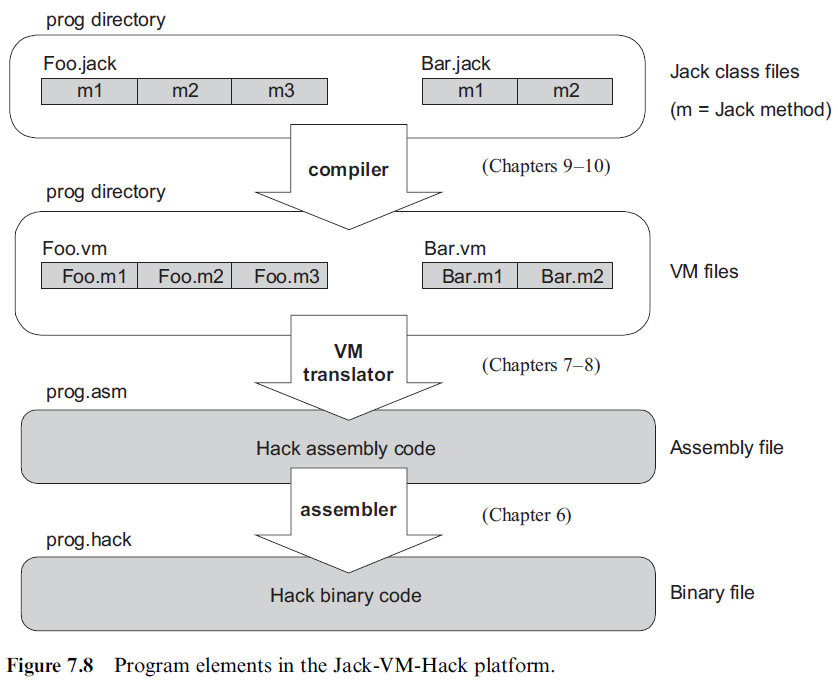 prog directory
Foo.jack
Bar.jack
m1 m2 m3
m1 m2
Jack class files
(m = Jack method)
compiler
(Chapters 9–10)
prog directory
Foo.vm
Bar.vm
Foo.m1 Foo.m2 Foo.m3
Bar.m1 Bar.m2
VM files
VM
translator
(Chapters 7–8)
prog.asm
Hack assembly code
Assembly file
assembler
(Chapter 6)
prog.hack
Hack binary code
Binary file
Figure 7.8 Program elements in the Jack-VM-Hack platform.